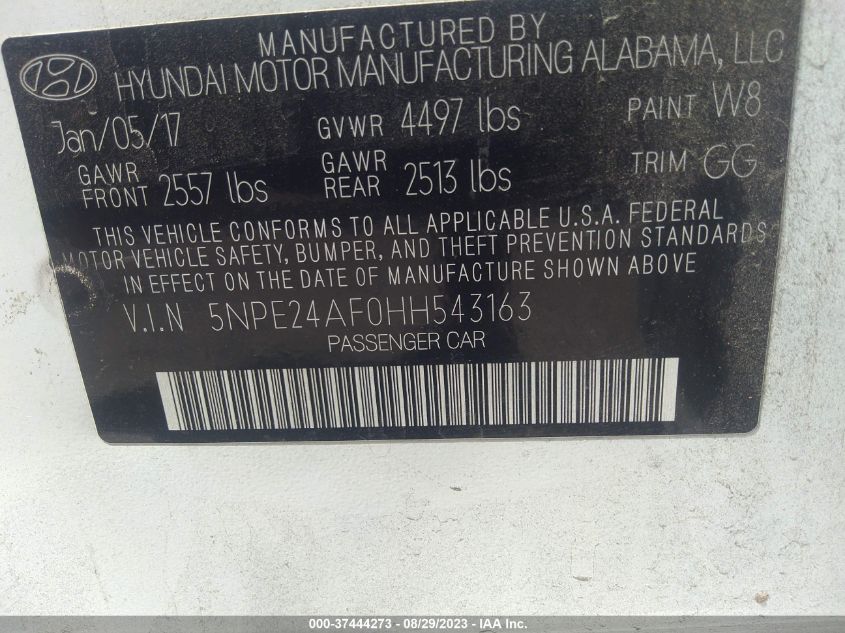 MANUFACTURED BY
HYUNDAI MOTOR MANUFACTURING ALABAMA, LLC
Jan/05/17 GVWR 4497 lbs PAINT W8
GAWR FRONT 2557 lbs GAWR REAR 2513 lbs TRIM GG
THIS VEHICLE CONFORMS TO ALL APPLICABLE U.S.A. FEDERAL
MOTOR VEHICLE SAFETY, BUMPER, AND THEFT PREVENTION STANDARDS
IN EFFECT ON THE DATE OF MANUFACTURE SHOWN ABOVE
V.I.N 5NPE24AF0HH543163
PASSENGER CAR
000-37444273 - 08/29/2023 - IAA Inc.